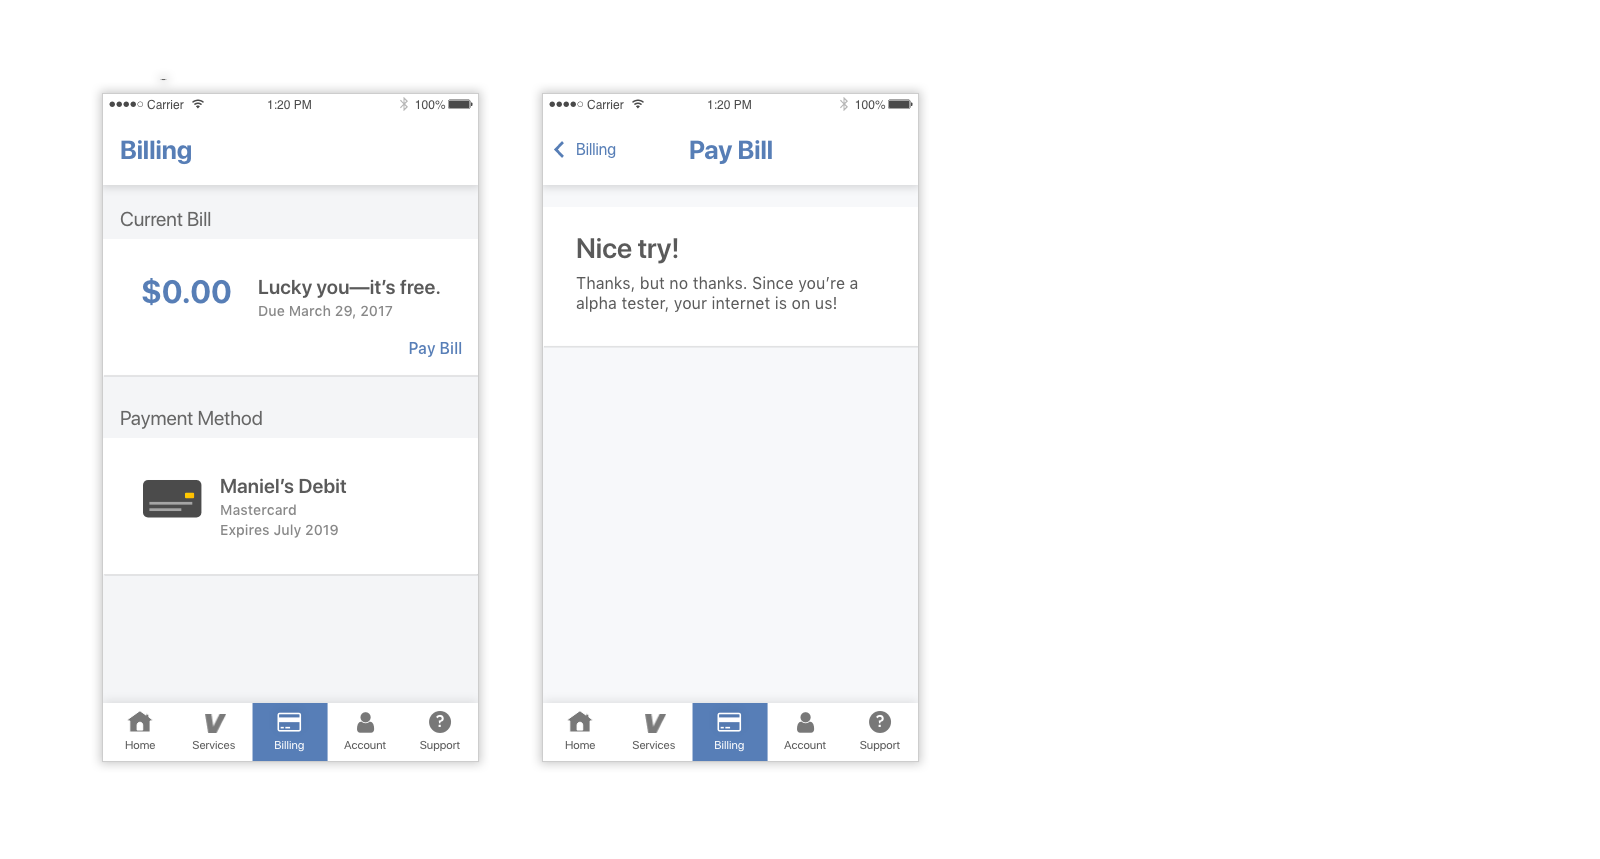 Carrier 1:20 PM 100%
Billing
Current Bill
$0.00
Lucky you—it's free.
Due March 29, 2017
Pay Bill
Payment Method
Maniel's Debit
Mastercard
Expires July 2019
Home Services Billing Account Support
Carrier 1:20 PM 100%
Billing Pay Bill
Nice try!
Thanks, but no thanks. Since you're a
alpha tester, your internet is on us!
Home Services Billing Account Support